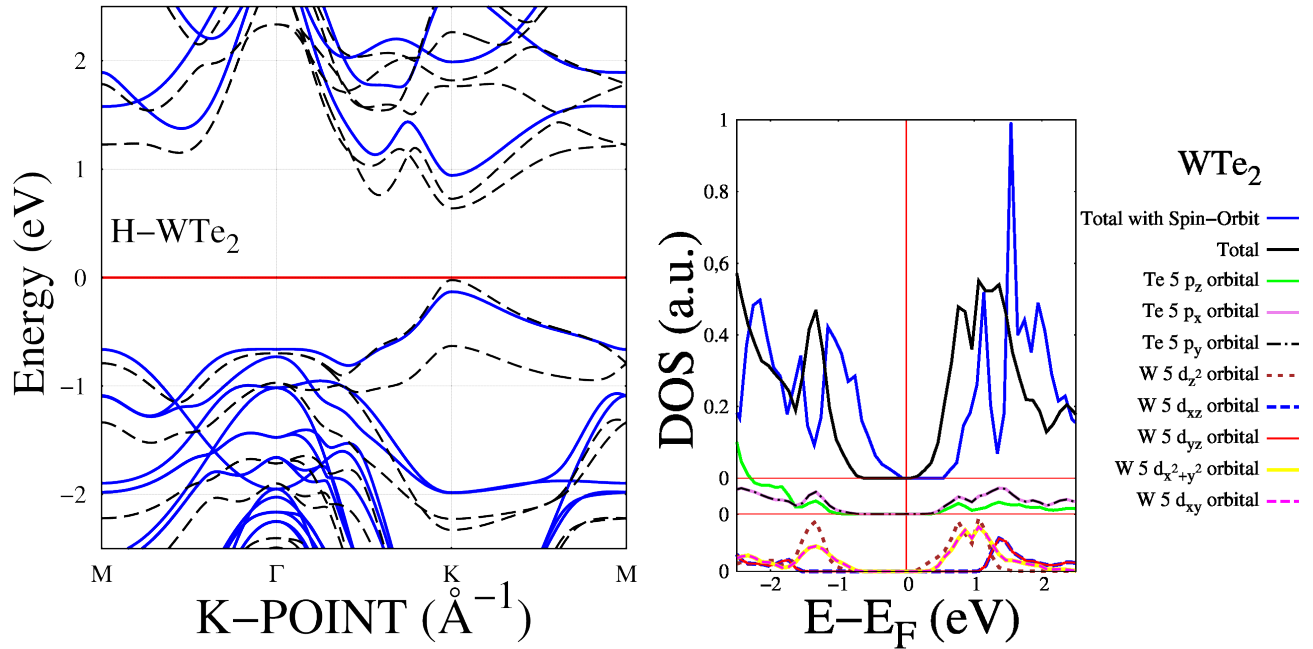 Energy (eV)
2
1
0
−1
−2
H−WTe2
M
Γ
K
M
K−POINT (Å−1)
DOS (a.u.)
1
0.8
0.6
0.4
0.2
0
0
0
−2
−1
0
1
2
E−EF (eV)
WTe2
Total with Spin-Orbit
Total
Te 5 pz orbital
Te 5 px orbital
Te 5 py orbital
W 5 dz2 orbital
W 5 dxz orbital
W 5 dyz orbital
W 5 dx2+y2 orbital
W 5 dxy orbital